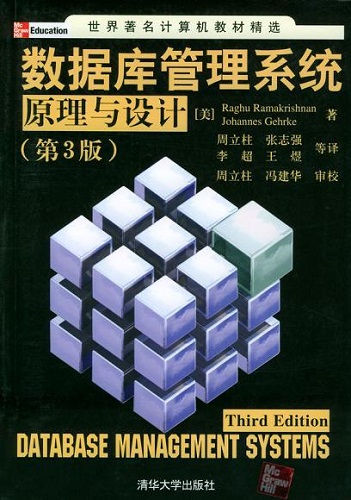 Mc
Graw
Hill
Education
世界著名计算机教材精选
数据库管理系统
原理与设计
(第3版)
[美]
Raghu Ramakrishnan
Johannes Gehrke
著
周立柱 张志强
李超 王煜
等译
周立柱 冯建华 审校
Third Edition
DATABASE MANAGEMENT SYSTEMS
清华大学出版社
Mc
Graw
Hill